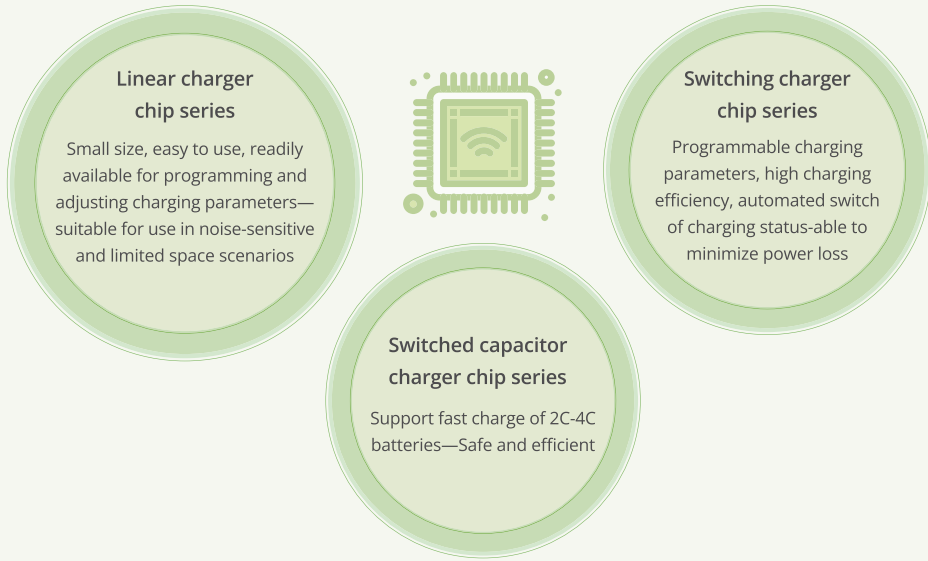 Linear charger
chip series
Small size, easy to use, readily
available for programming and
adjusting charging parameters—
suitable for use in noise-sensitive
and limited space scenarios
Switching charger
chip series
Programmable charging
parameters, high charging
efficiency, automated switch
of charging status-able to
minimize power loss
Switched capacitor
charger chip series
Support fast charge of 2C-4C
batteries—Safe and efficient